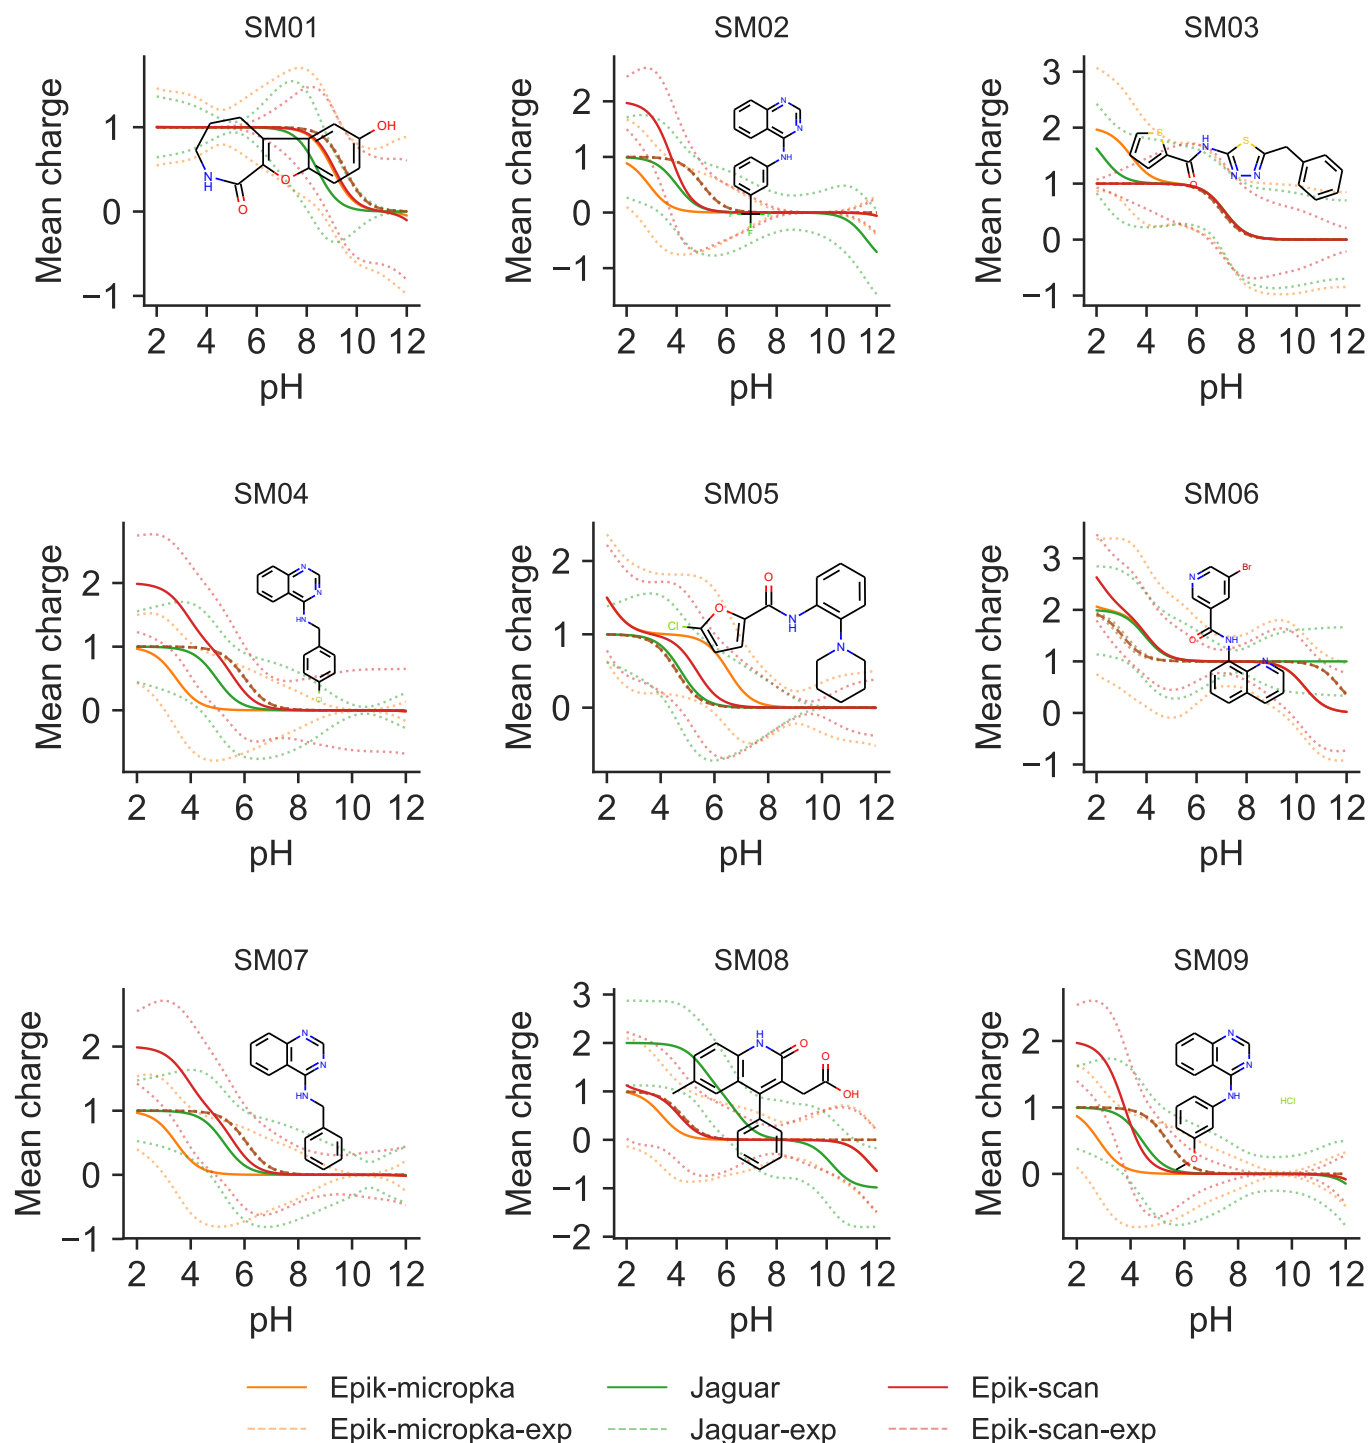 SM01 SM02 SM03
Mean charge Mean charge Mean charge
1 2 3
0 1 2
−1 0 1
−1 0
−1
OH O NH O
N N NH F
S O H N S N N
2 4 6 8 10 12 2 4 6 8 10 12 2 4 6 8 10 12
pH pH pH
SM04 SM05 SM06
Mean charge Mean charge Mean charge
2 2 3
1 1 2
0 0 1
0
−1
N N HN
Cl O O N H N
N Br O NH N
2 4 6 8 10 12 2 4 6 8 10 12 2 4 6 8 10 12
pH pH pH
SM07 SM08 SM09
Mean charge Mean charge Mean charge
2 3 2
1 2 1
0 1 0
−1 0
−1
−2
N N HN
H N O O OH
N N NH O HCl
2 4 6 8 10 12 2 4 6 8 10 12 2 4 6 8 10 12
pH pH pH
Epik-micropka Jaguar Epik-scan
Epik-micropka-exp Jaguar-exp Epik-scan-exp